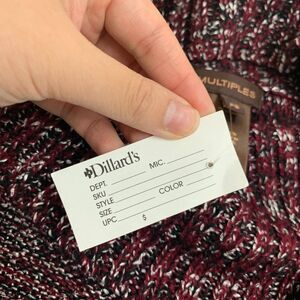 MULTIPLES
Dillard's
DEPT. MIC.
SKU
STYLE
SIZE COLOR
UPC $